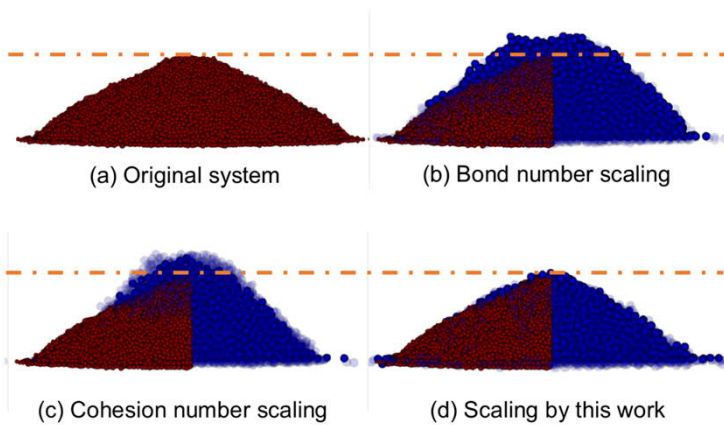 (a) Original system
(b) Bond number scaling
(c) Cohesion number scaling
(d) Scaling by this work